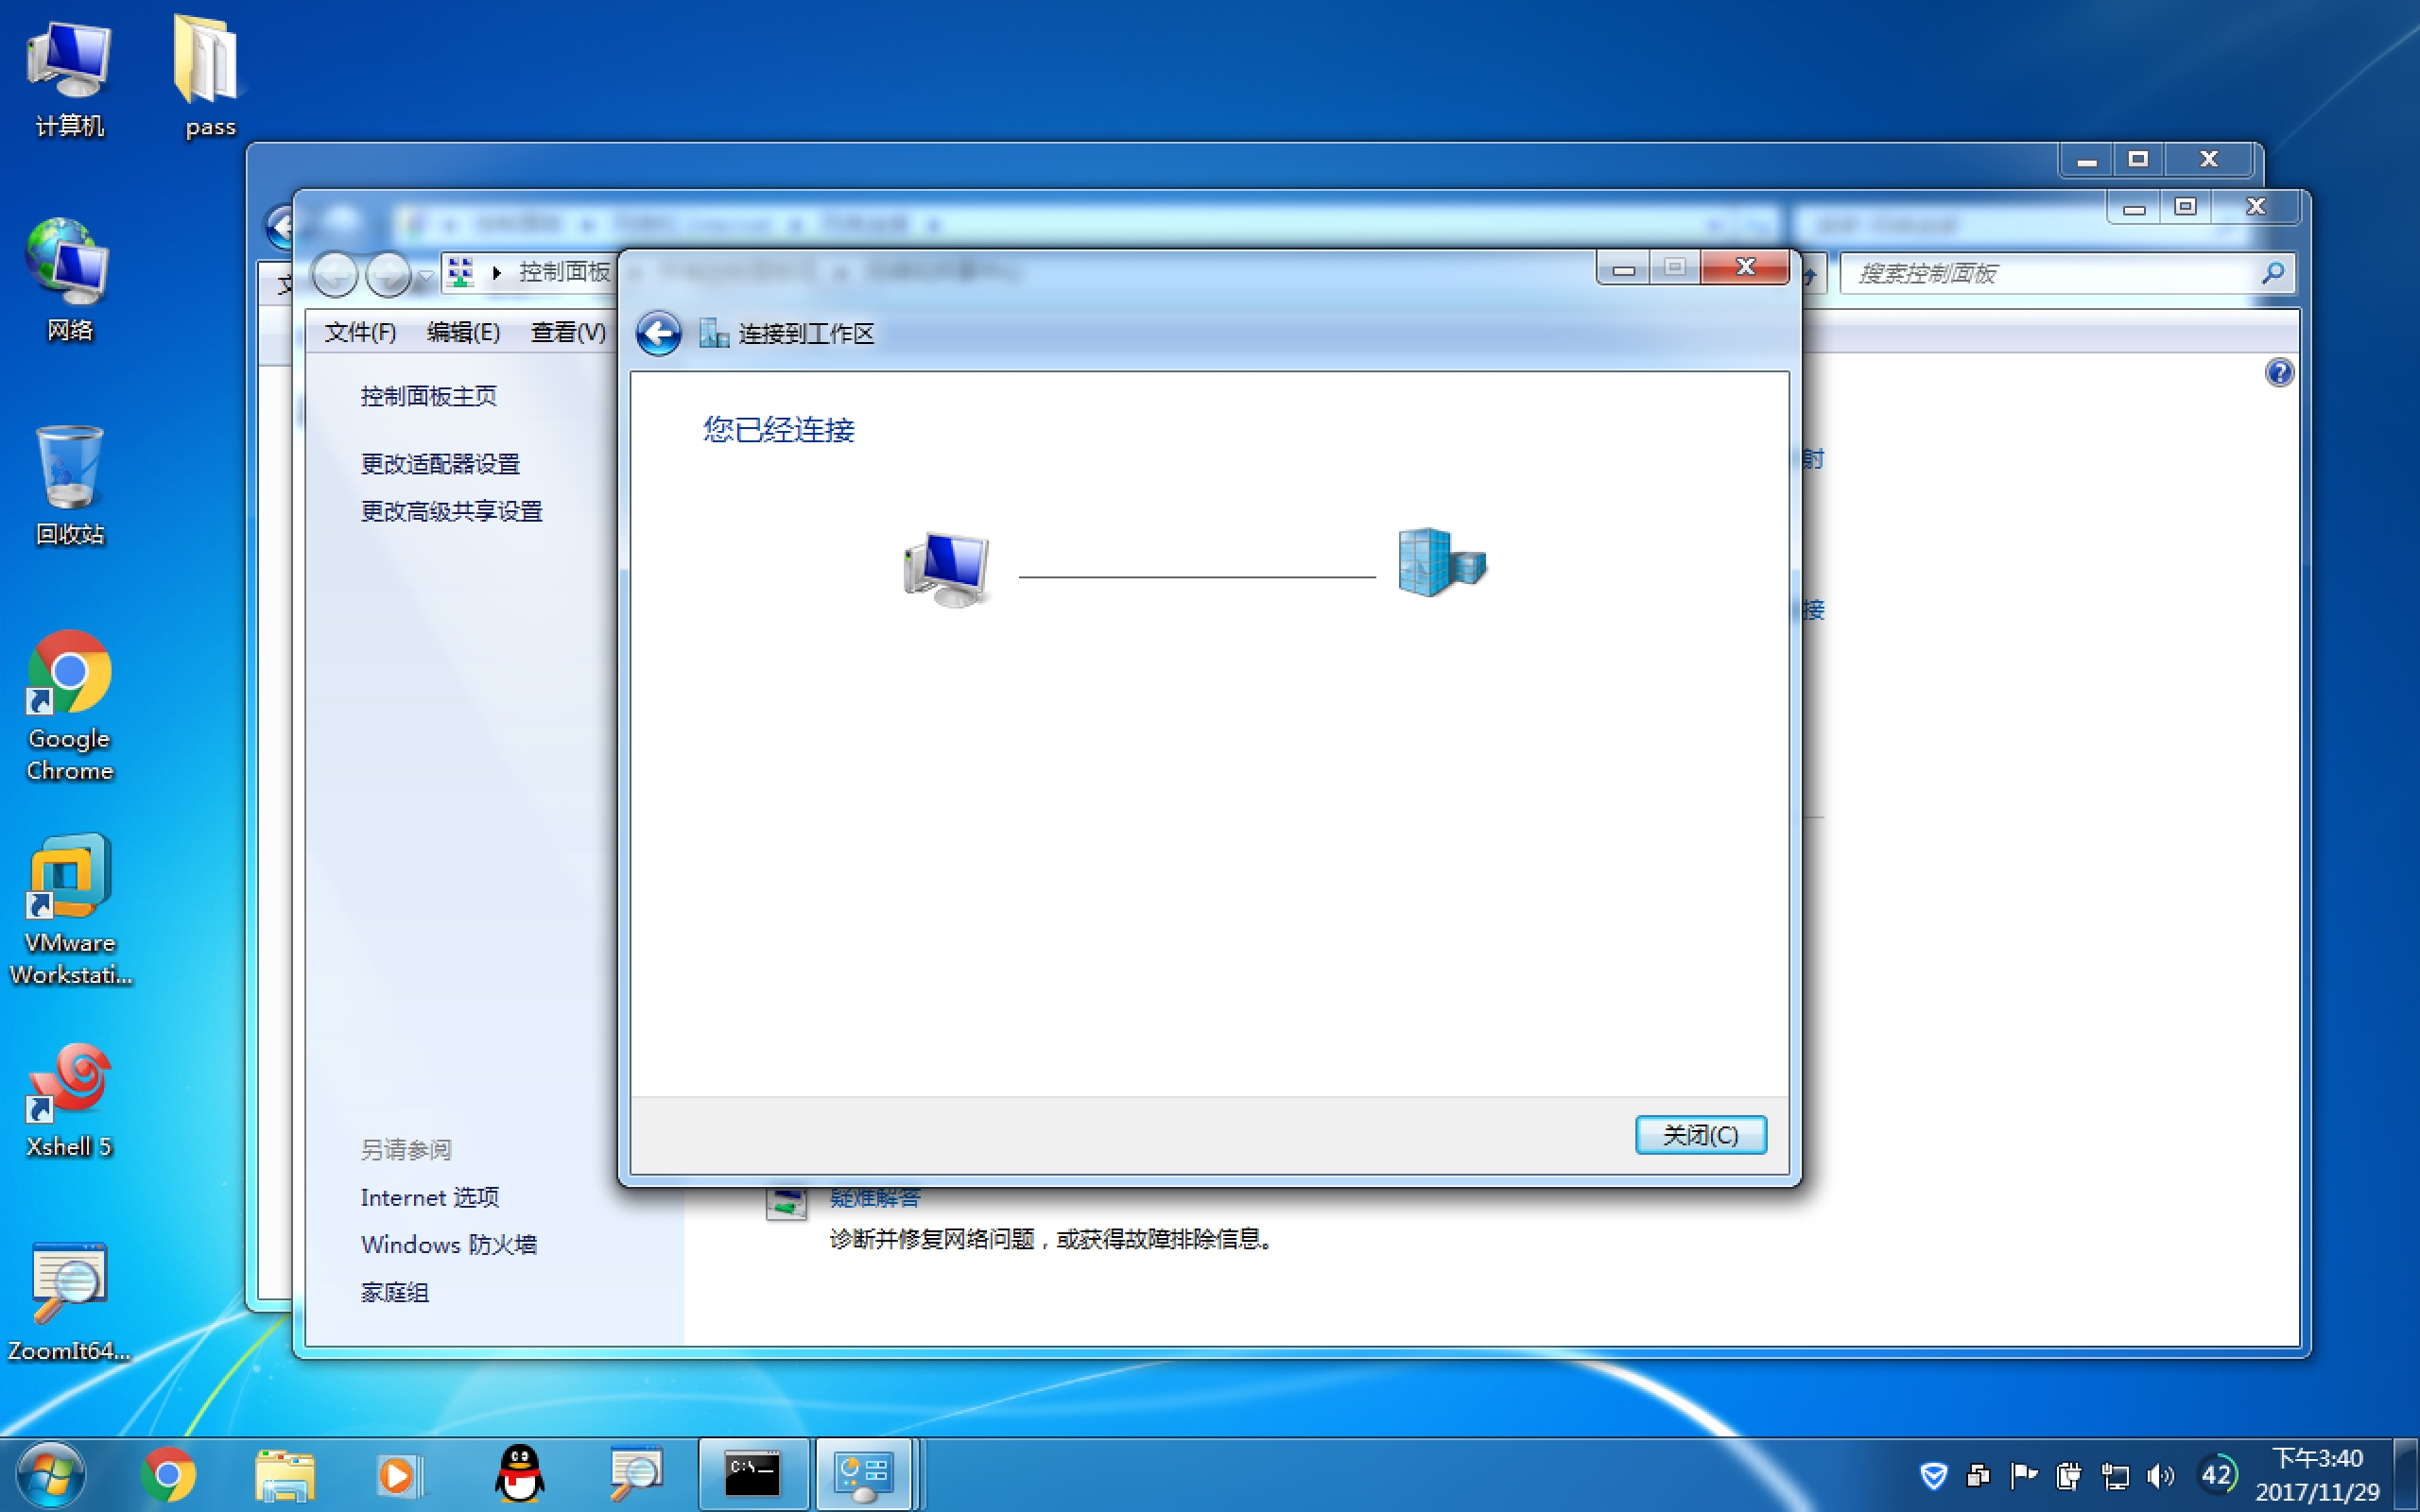 计算机
pass
网络
回收站
Google
Chrome
VMware
Workstati...
Xshell 5
ZoomIt64...
文
控制面板
搜索控制面板
文件(F) 编辑(E) 查看(V)
控制面板主页
更改适配器设置
更改高级共享设置
连接到工作区
您已经连接
射
接
关闭(C)
另请参阅
Internet 选项
Windows 防火墙
家庭组
疑难解答
诊断并修复网络问题，或获得故障排除信息。
C:\
42
下午3:40
2017/11/29